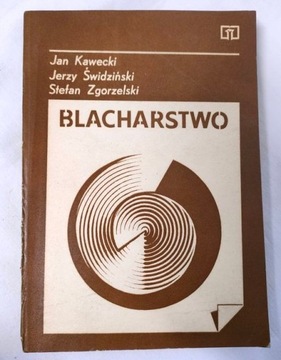 Jan Kawecki
Jerzy Świdziński
Stefan Zgorzelski
BLACHARSTWO